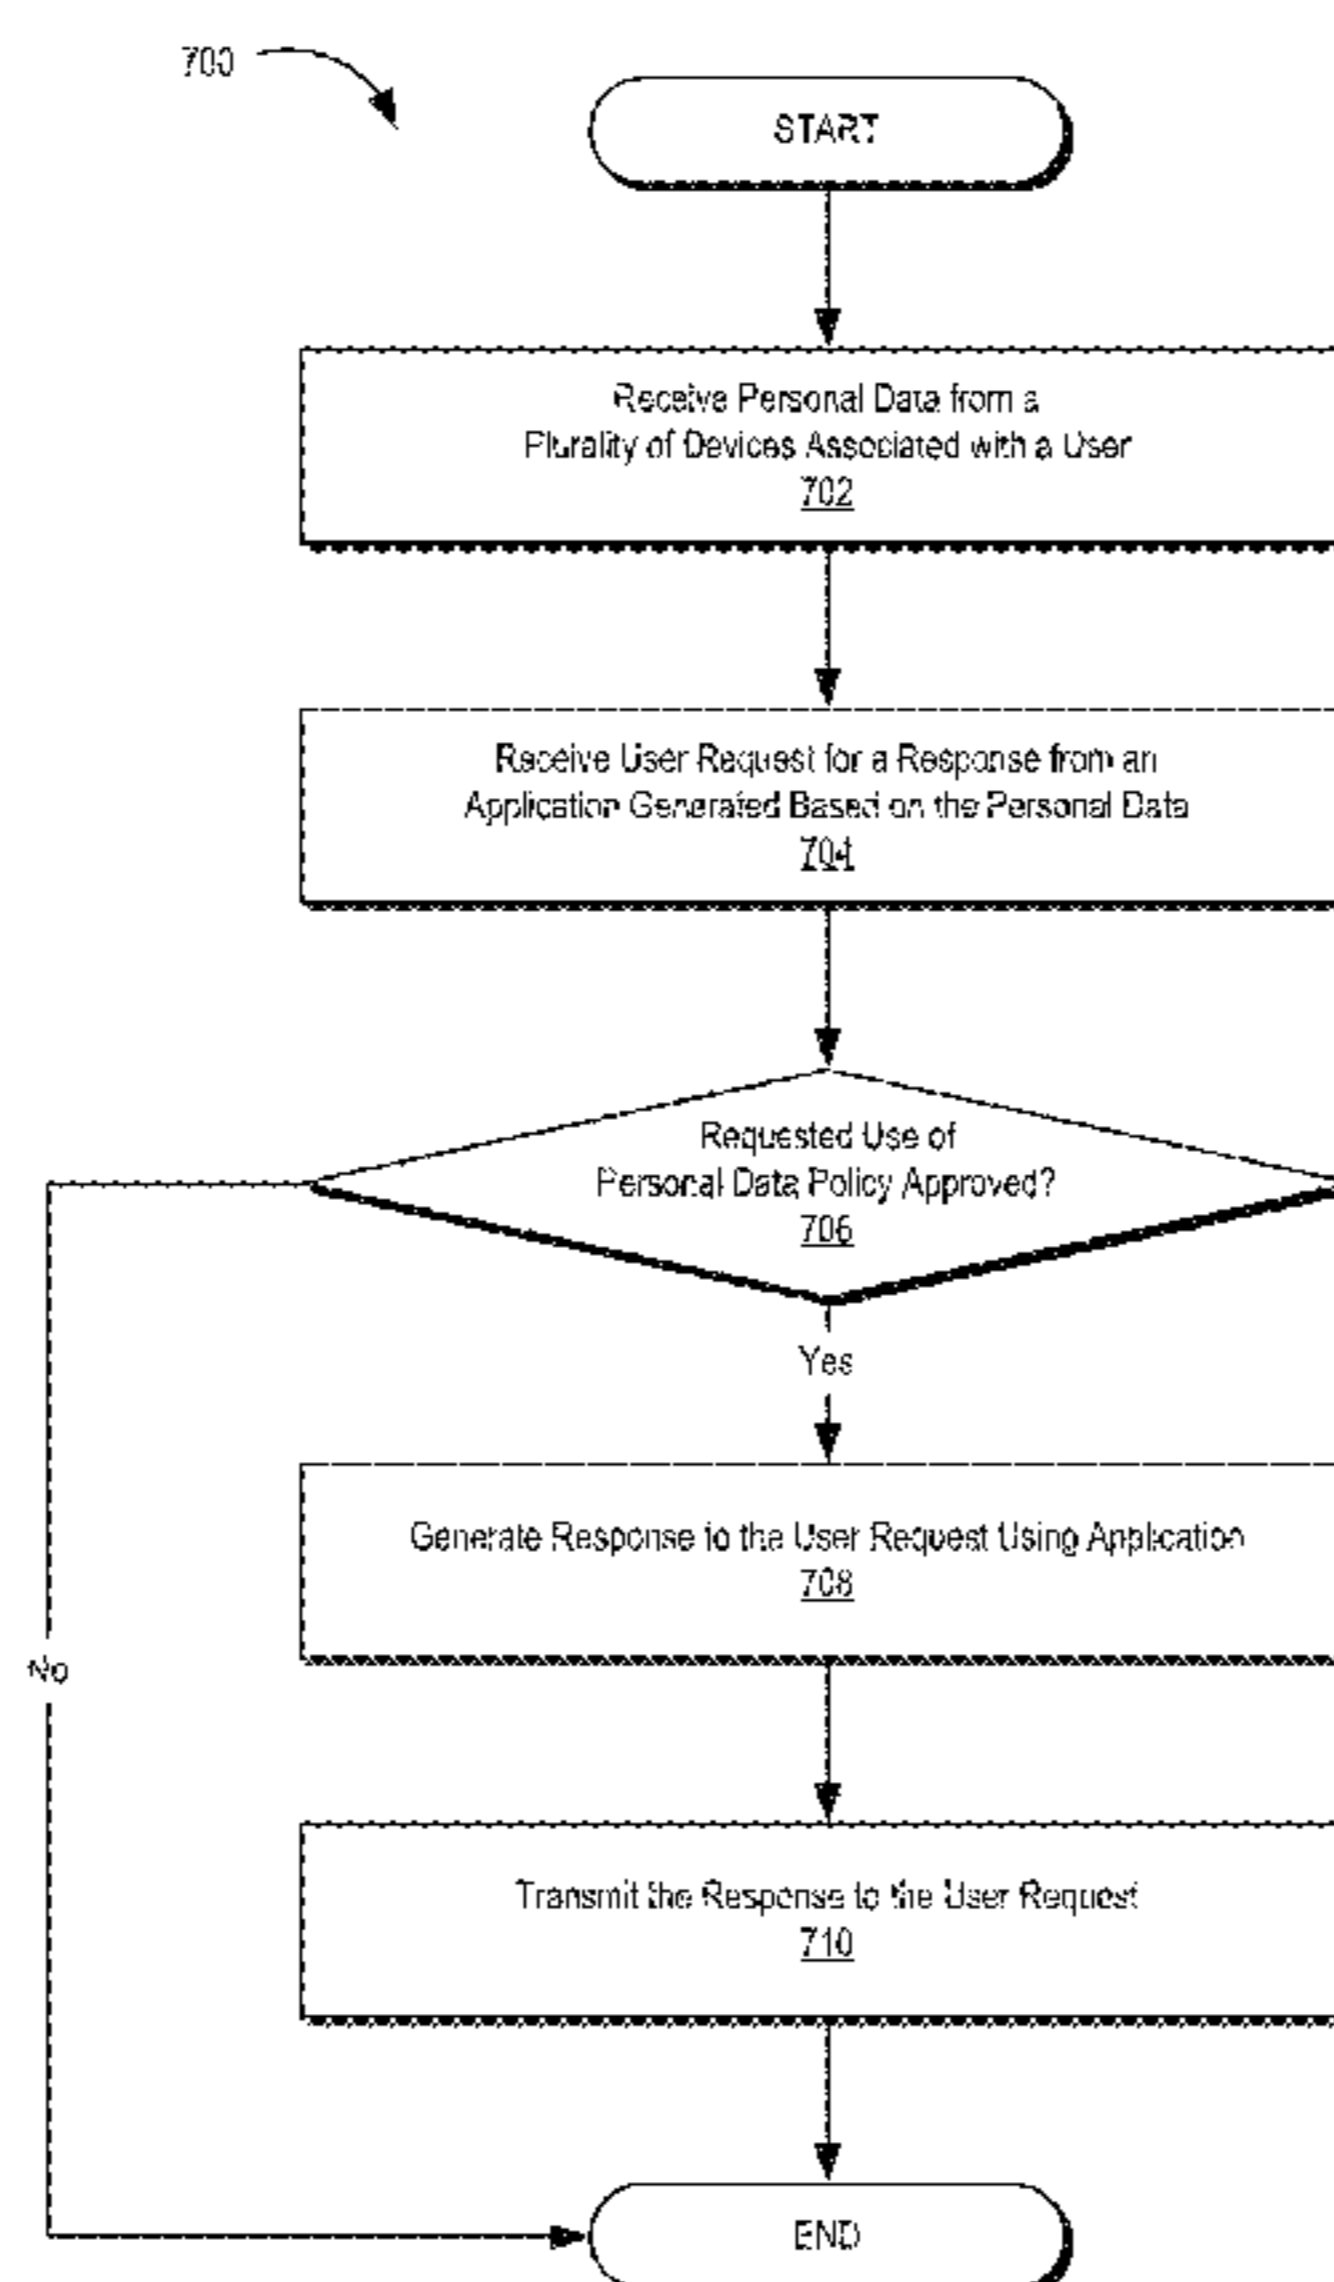 700
START
Receive Personal Data from a
Plurality of Devices Associated with a User
702
Receive User Request for a Response from an
Application Generated Based on the Personal Data
704
Requested Use of
Personal Data Policy Approved?
706
Yes
Generate Response to the User Request Using Application
708
No
Transmit the Response to the User Request
710
END